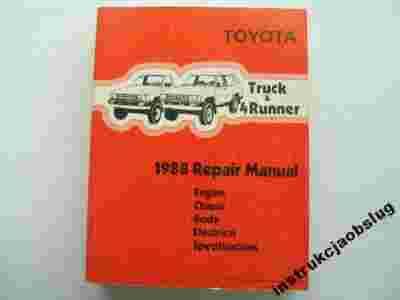 TOYOTA
Truck
&
4Runner
1988 Repair Manual
Engine
Chassis
Body
Electrical
Specifications
instrukcjaobslug